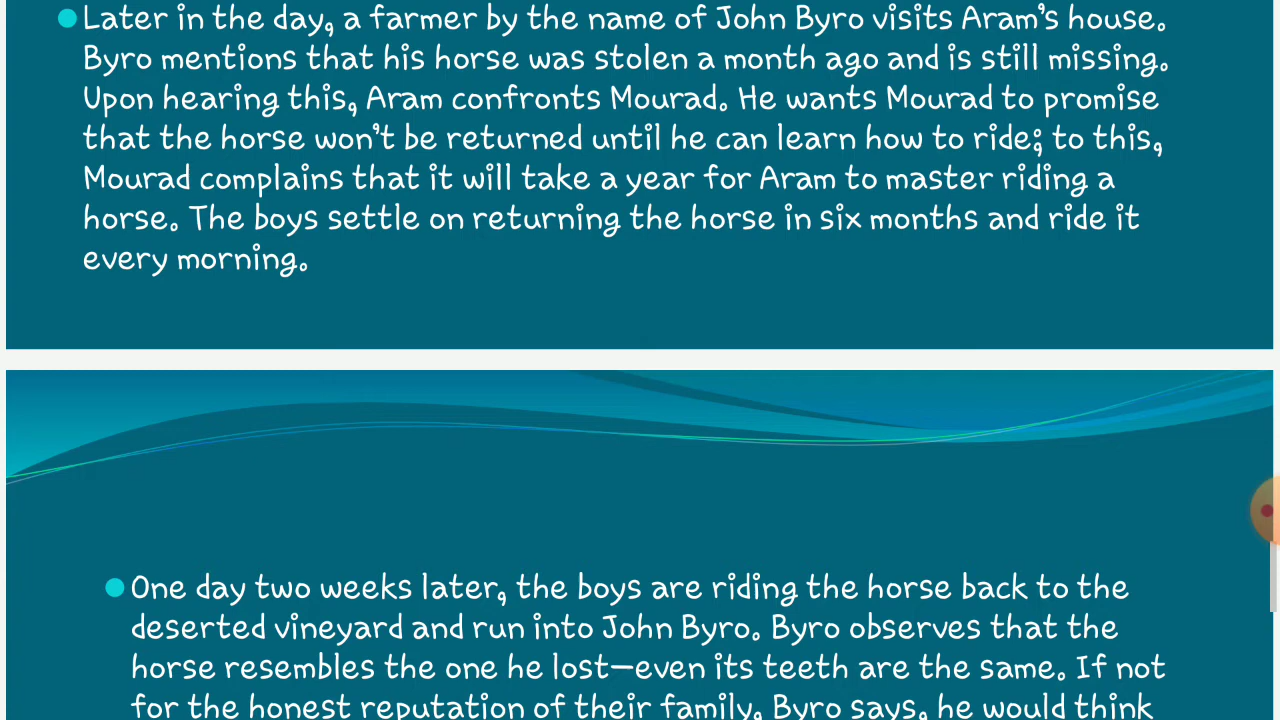 Later in the day, a farmer by the name of John Byro visits Aram's house.
Byro mentions that his horse was stolen a month ago and is still missing.
Upon hearing this, Aram confronts Mourad. He wants Mourad to promise
that the horse won't be returned until he can learn how to ride; to this,
Mourad complains that it will take a year for Aram to master riding a
horse. The boys settle on returning the horse in six months and ride it
every morning.
One day two weeks later, the boys are riding the horse back to the
deserted vineyard and run into John Byro. Byro observes that the
horse resembles the one he lost—even its teeth are the same. If not
for the honest reputation of their family, Byro says, he would think